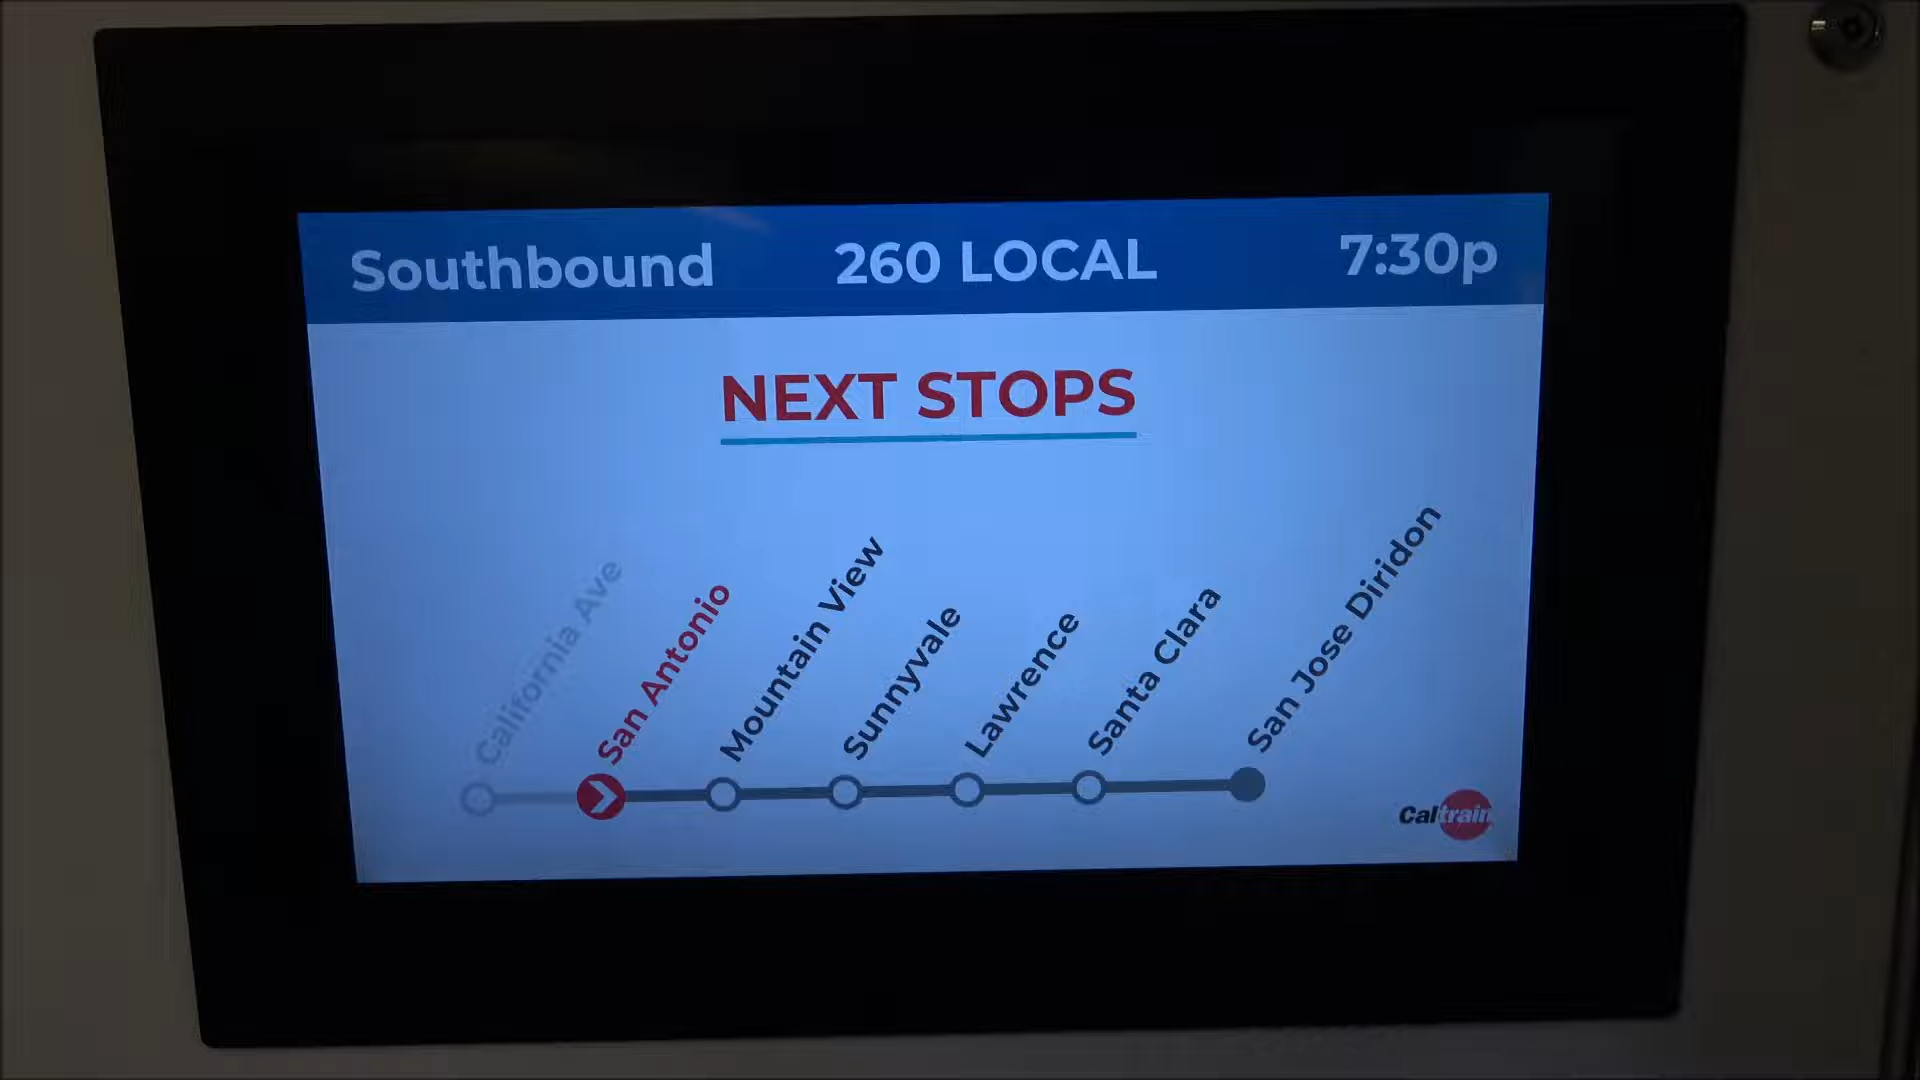 Southbound 260 LOCAL 7:30p
NEXT STOPS
California Ave
San Antonio
Mountain View
Sunnyvale
Lawrence
Santa Clara
San Jose Diridon
Caltrain